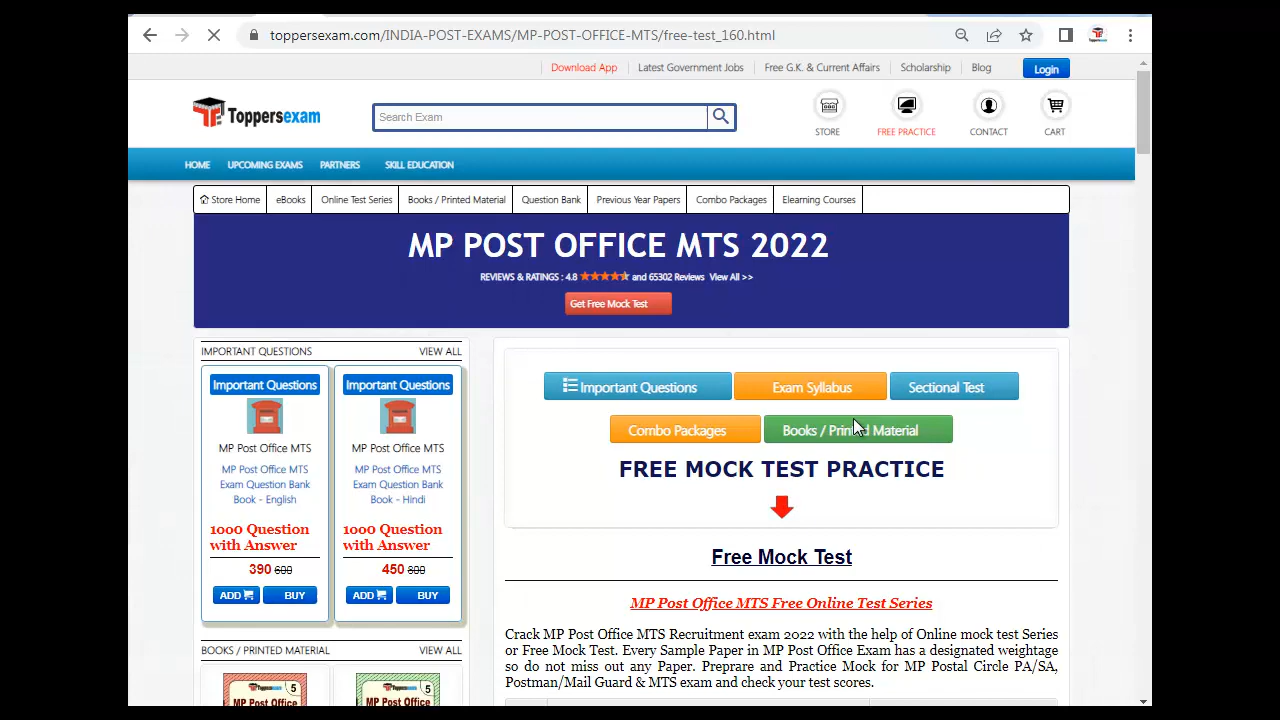 toppersexam.com/INDIA-POST-EXAMS/MP-POST-OFFICE-MTS/free-test_160.html
Download App Latest Government Jobs Free G.K. & Current Affairs Scholarship Blog Login
Toppersexam Search Exam
STORE FREE PRACTICE CONTACT CART
HOME UPCOMING EXAMS PARTNERS SKILL EDUCATION
Store Home eBooks Online Test Series Books / Printed Material Question Bank Previous Year Papers Combo Packages Elearning Courses
MP POST OFFICE MTS 2022
REVIEWS & RATINGS : 4.8 and 65302 Reviews View All >>
Get Free Mock Test
IMPORTANT QUESTIONS VIEW ALL
Important Questions
MP Post Office MTS
MP Post Office MTS
Exam Question Bank
Book - English
1000 Question
with Answer
390 600
ADD BUY
Important Questions
MP Post Office MTS
MP Post Office MTS
Exam Question Bank
Book - Hindi
1000 Question
with Answer
450 800
ADD BUY
BOOKS / PRINTED MATERIAL VIEW ALL
Toppersexam 5
MP Post Office
Toppersexam 5
MP Post Office
Important Questions Exam Syllabus Sectional Test
Combo Packages Books / Printed Material
FREE MOCK TEST PRACTICE
Free Mock Test
MP Post Office MTS Free Online Test Series
Crack MP Post Office MTS Recruitment exam 2022 with the help of Online mock test Series
or Free Mock Test. Every Sample Paper in MP Post Office Exam has a designated weightage
so do not miss out any Paper. Preprare and Practice Mock for MP Postal Circle PA/SA,
Postman/Mail Guard & MTS exam and check your test scores.